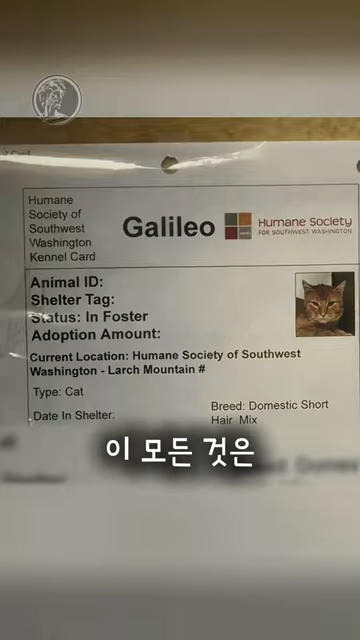 Humane
Society of
Southwest
Washington
Kennel Card
Galileo
Humane Society
FOR SOUTHWEST WASHINGTON
Animal ID:
Shelter Tag:
Status: In Foster
Adoption Amount:
Current Location: Humane Society of Southwest
Washington - Larch Mountain #
Type: Cat
Date In Shelter:
Breed: Domestic Short
Hair Mix
이 모든 것은